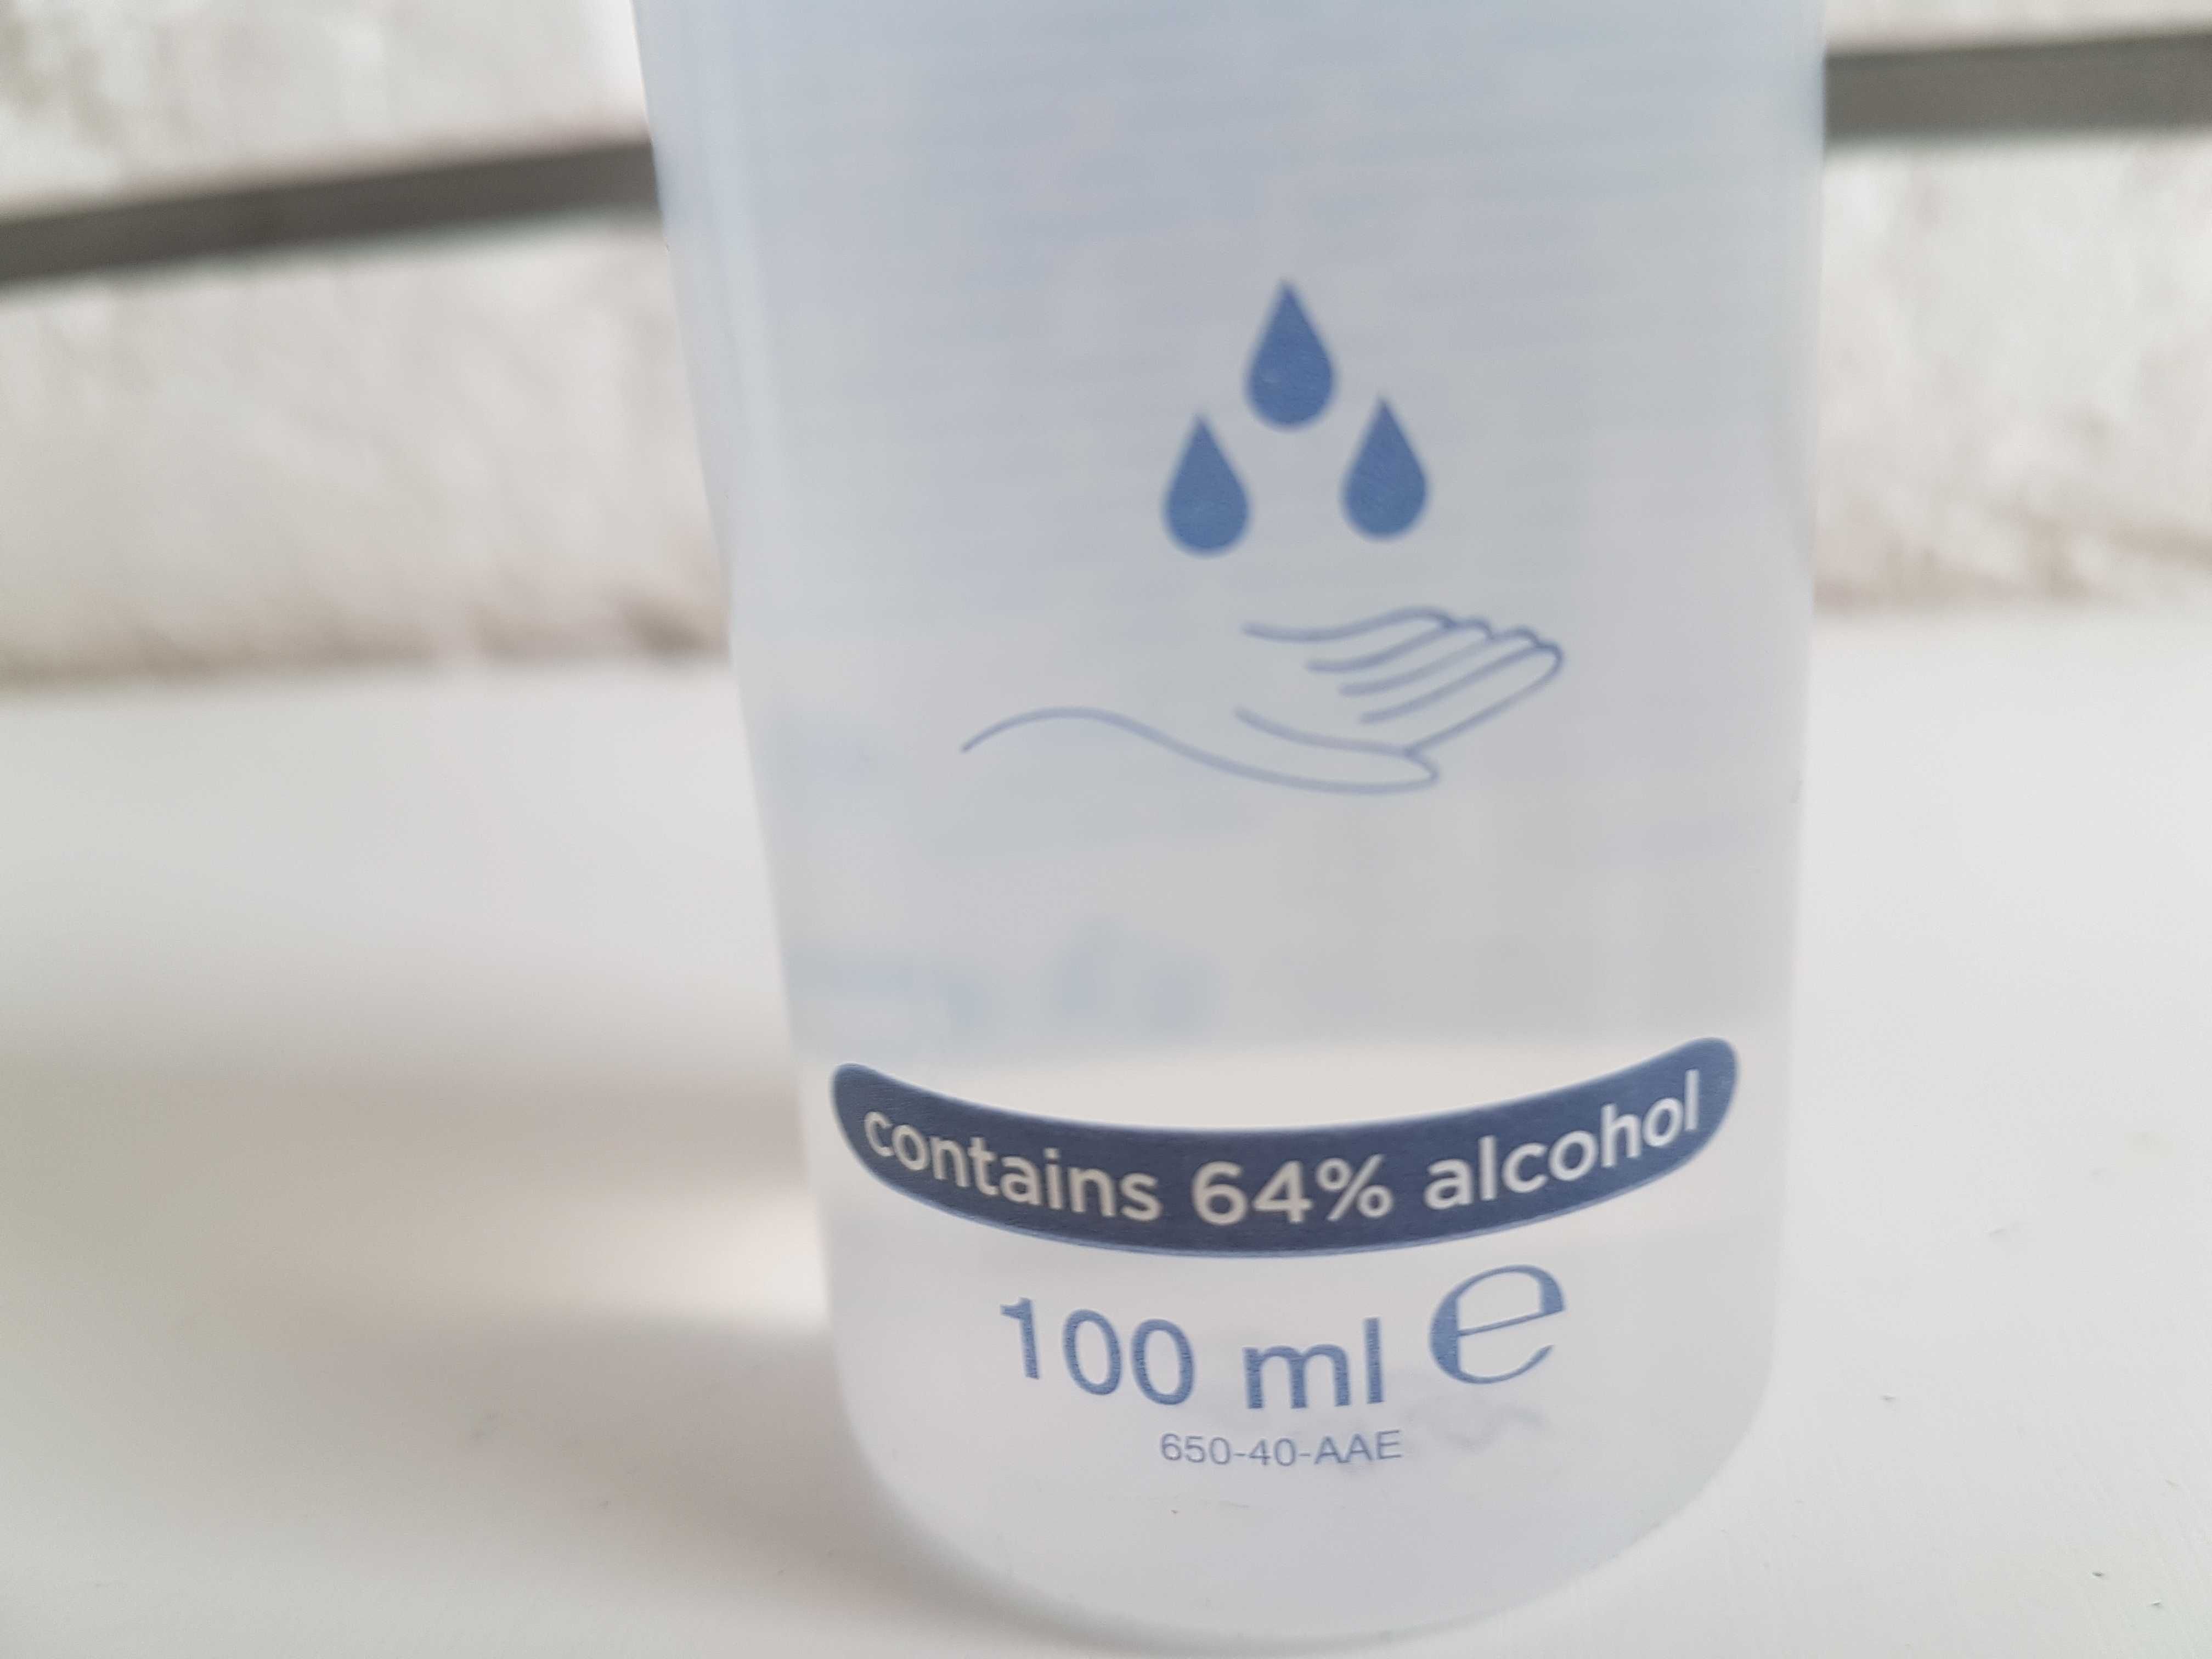 contains 64% alcohol
100 ml ℮
650-40-AAE